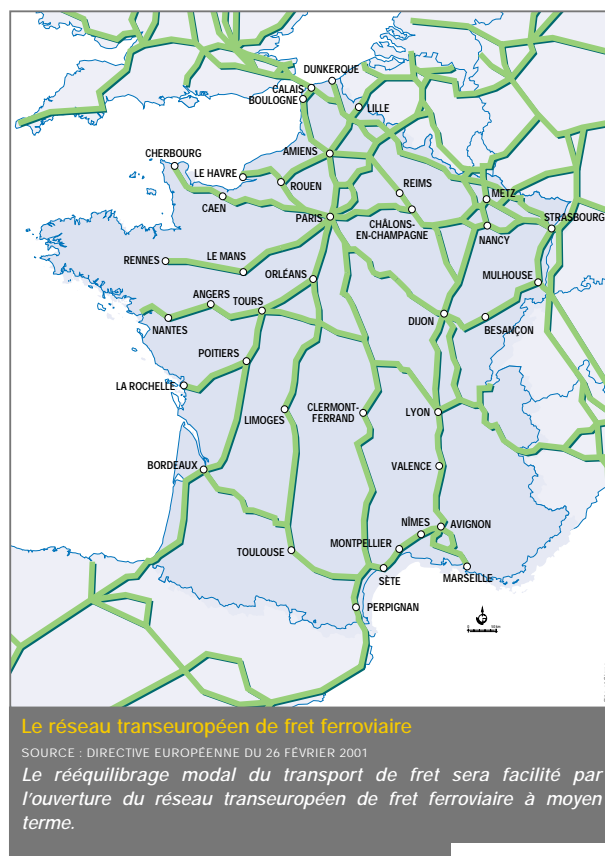 DUNKERQUE
CALAIS
BOULOGNE
LILLE
CHERBOURG
AMIENS
LE HAVRE
ROUEN
REIMS
METZ
CAEN
PARIS
CHÂLONS-
EN-CHAMPAGNE
STRASBOURG
NANCY
RENNES
LE MANS
ORLÉANS
MULHOUSE
ANGERS
TOURS
NANTES
DIJON
BESANÇON
POITIERS
LA ROCHELLE
LIMOGES
CLERMONT-
FERRAND
LYON
BORDEAUX
VALENCE
NÎMES
AVIGNON
TOULOUSE
MONTPELLIER
SÈTE
MARSEILLE
PERPIGNAN
Le réseau transeuropéen de fret ferroviaire
SOURCE : DIRECTIVE EUROPÉENNE DU 26 FÉVRIER 2001
Le rééquilibrage modal du transport de fret sera facilité par
l'ouverture du réseau transeuropéen de fret ferroviaire à moyen
terme.